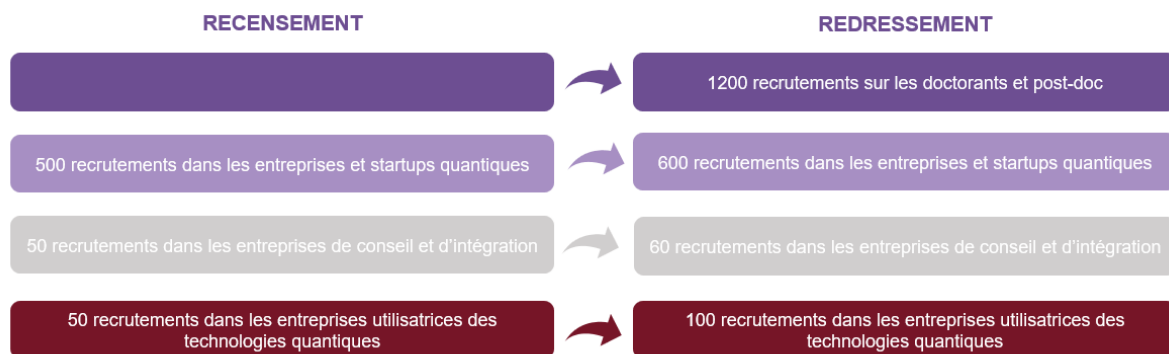 RECENSEMENT
REDRESSEMENT
1200 recrutements sur les doctorants et post-doc
500 recrutements dans les entreprises et startups quantiques
600 recrutements dans les entreprises et startups quantiques
50 recrutements dans les entreprises de conseil et d'intégration
60 recrutements dans les entreprises de conseil et d'intégration
50 recrutements dans les entreprises utilisatrices des
technologies quantiques
100 recrutements dans les entreprises utilisatrices des
technologies quantiques